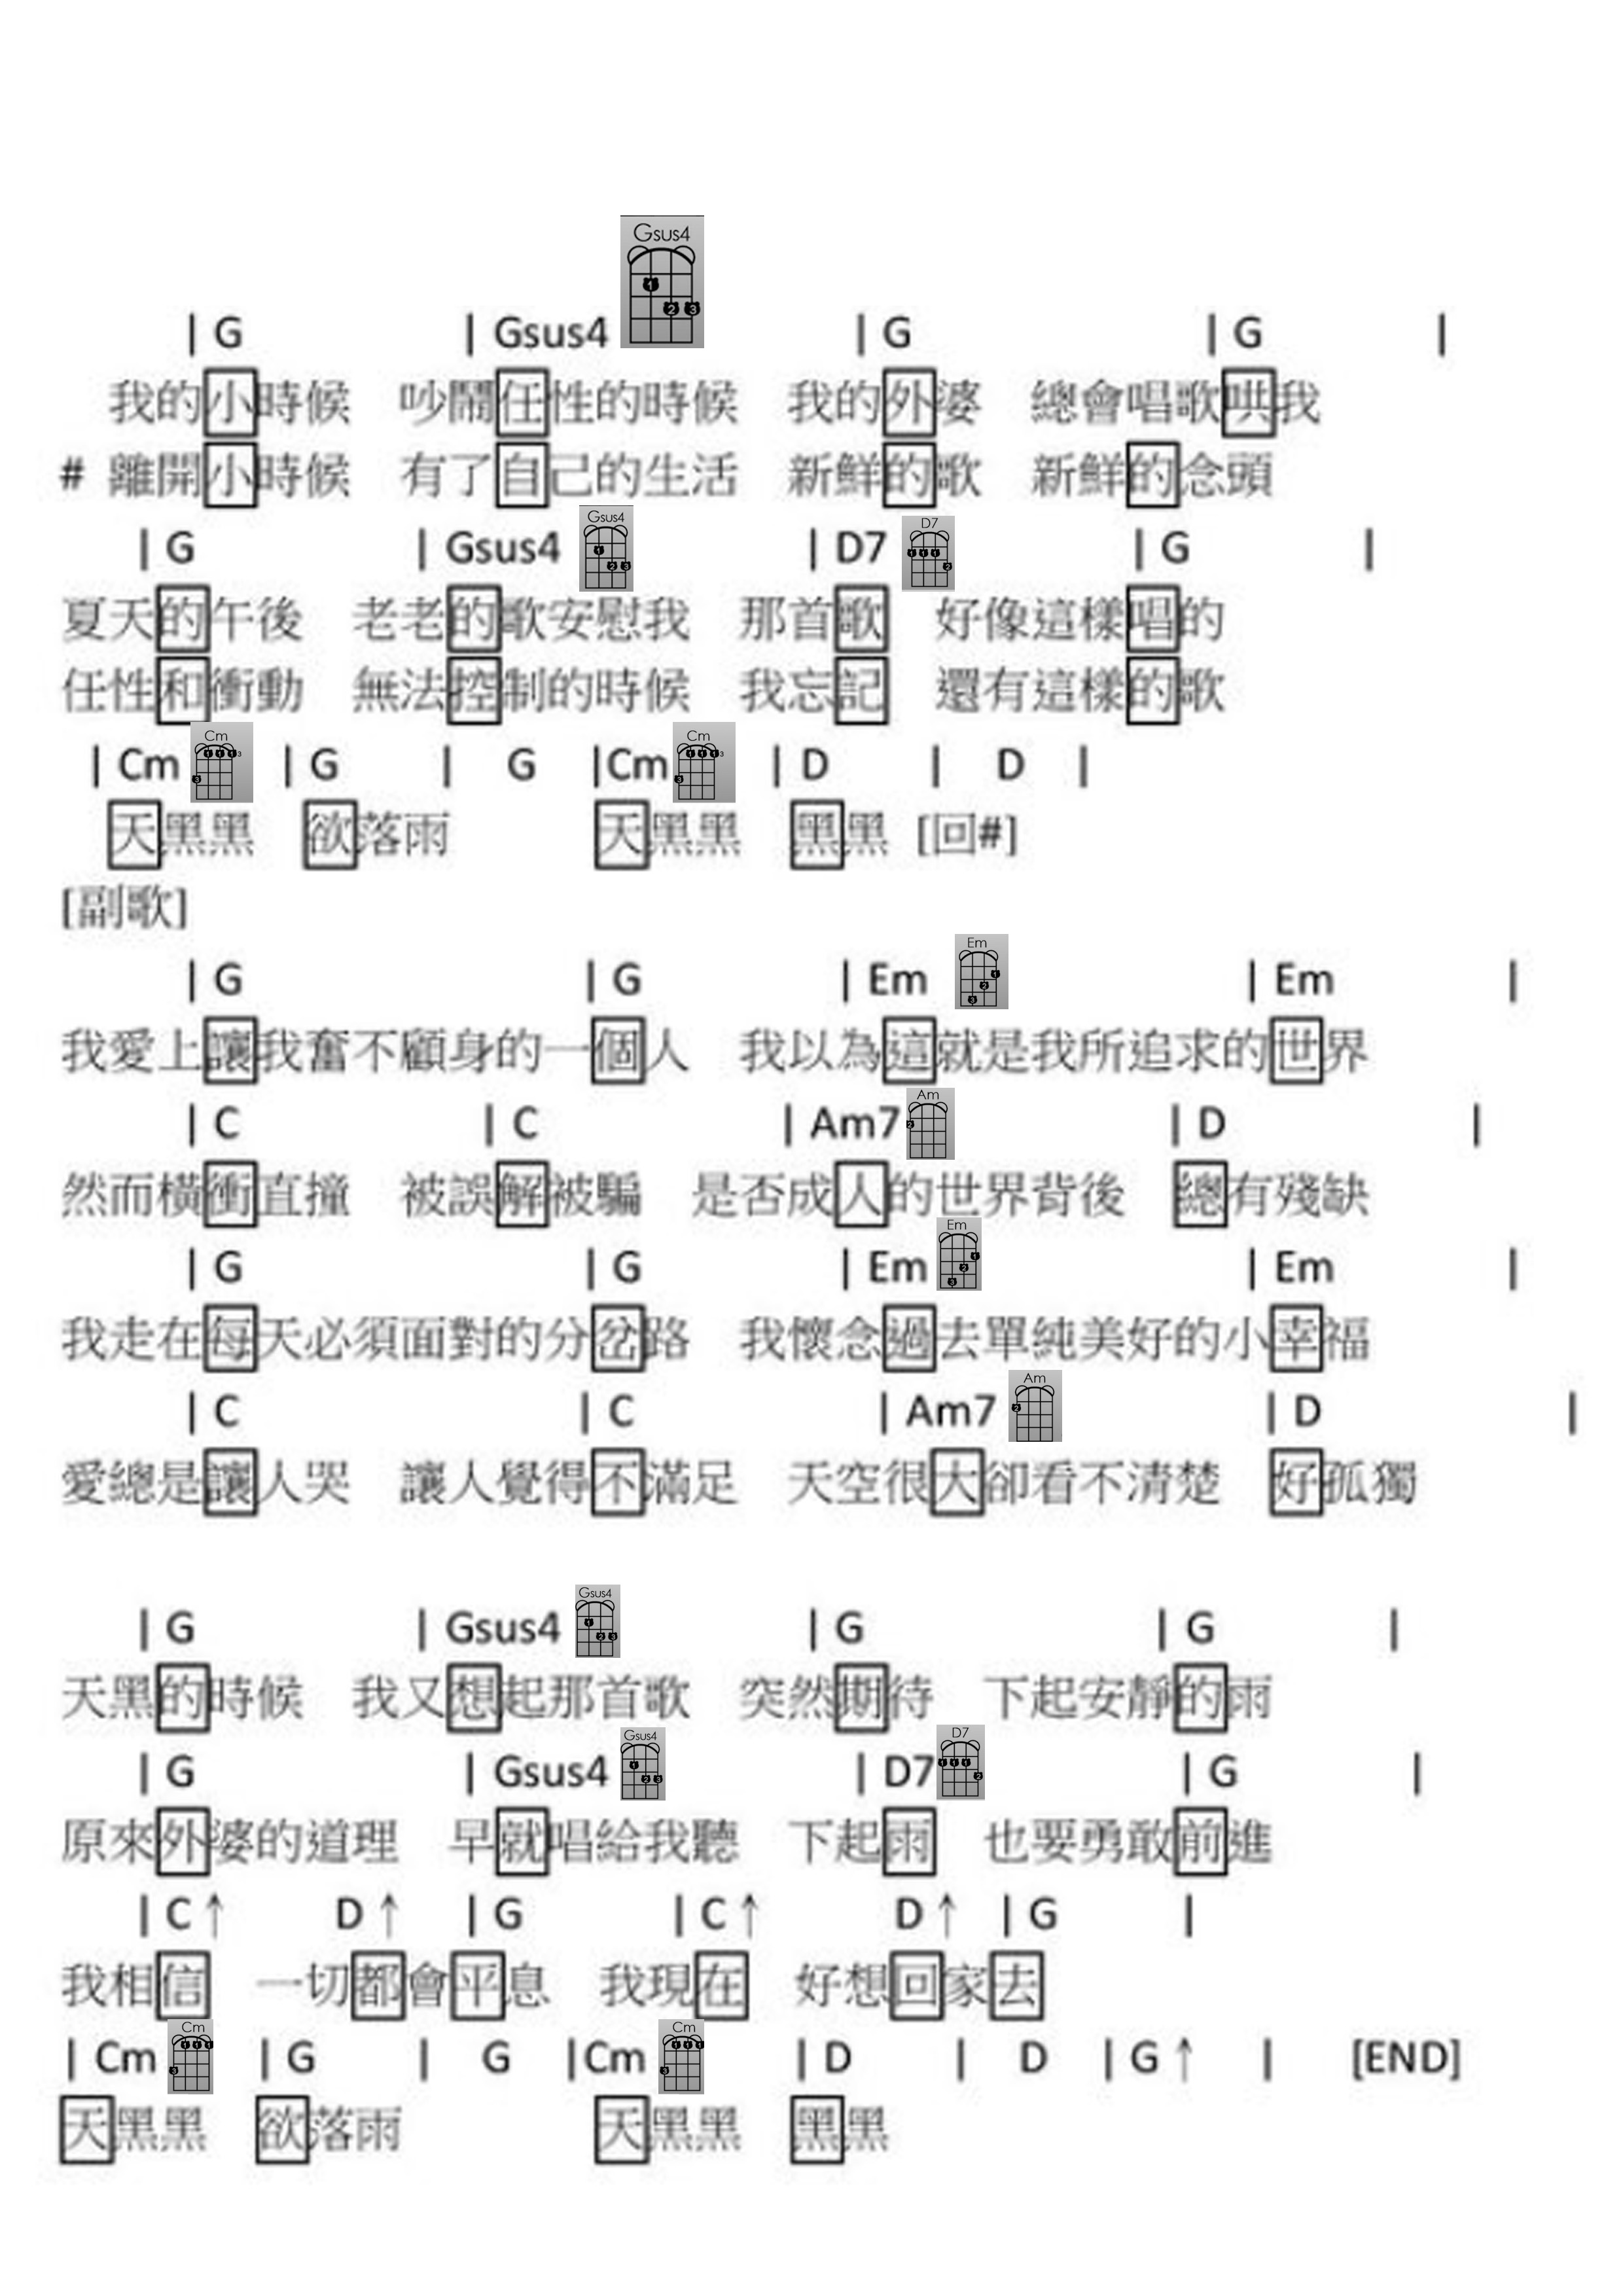 Gsus4
| G | Gsus4 | G | G |
我的小時候 吵鬧任性的時候 我的外婆 總會唱歌哄我
# 離開小時候 有了自己的生活 新鮮的歌 新鮮的念頭
Gsus4 D7
| G | Gsus4 | D7 | G |
夏天的午後 老老的歌安慰我 那首歌 好像這樣唱的
任性和衝動 無法控制的時候 我忘記 還有這樣的歌
Cm Cm
| Cm | G | G |Cm | D | D |
天黑黑 欲落雨 天黑黑 黑黑 [回#]
[副歌]
Em
| G | G | Em | Em |
我愛上讓我奮不顧身的一個人 我以為這就是我所追求的世界
Am
| C | C | Am7 | D |
然而橫衝直撞 被誤解被騙 是否成人的世界背後 總有殘缺
Em
| G | G | Em | Em |
我走在每天必須面對的分岔路 我懷念過去單純美好的小幸福
Am
| C | C | Am7 | D |
愛總是讓人哭 讓人覺得不滿足 天空很大卻看不清楚 好孤獨
Gsus4
| G | Gsus4 | G | G |
天黑的時候 我又想起那首歌 突然期待 下起安靜的雨
Gsus4 D7
| G | Gsus4 | D7 | G |
原來外婆的道理 早就唱給我聽 下起雨 也要勇敢前進
| C↑ D↑ | G | C↑ D↑ | G |
我相信 一切都會平息 我現在 好想回家去
Cm Cm
| Cm | G | G |Cm | D | D | G↑ | [END]
天黑黑 欲落雨 天黑黑 黑黑